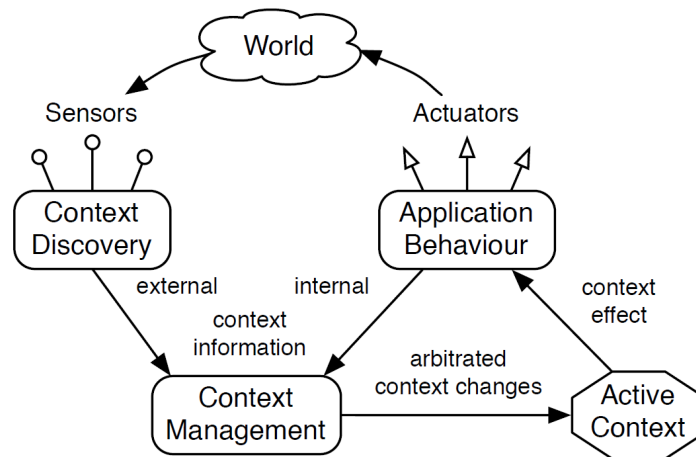 World
Sensors
Actuators
Context
Discovery
Application
Behaviour
external
internal
context
information
context
effect
arbitrated
context changes
Context
Management
Active
Context